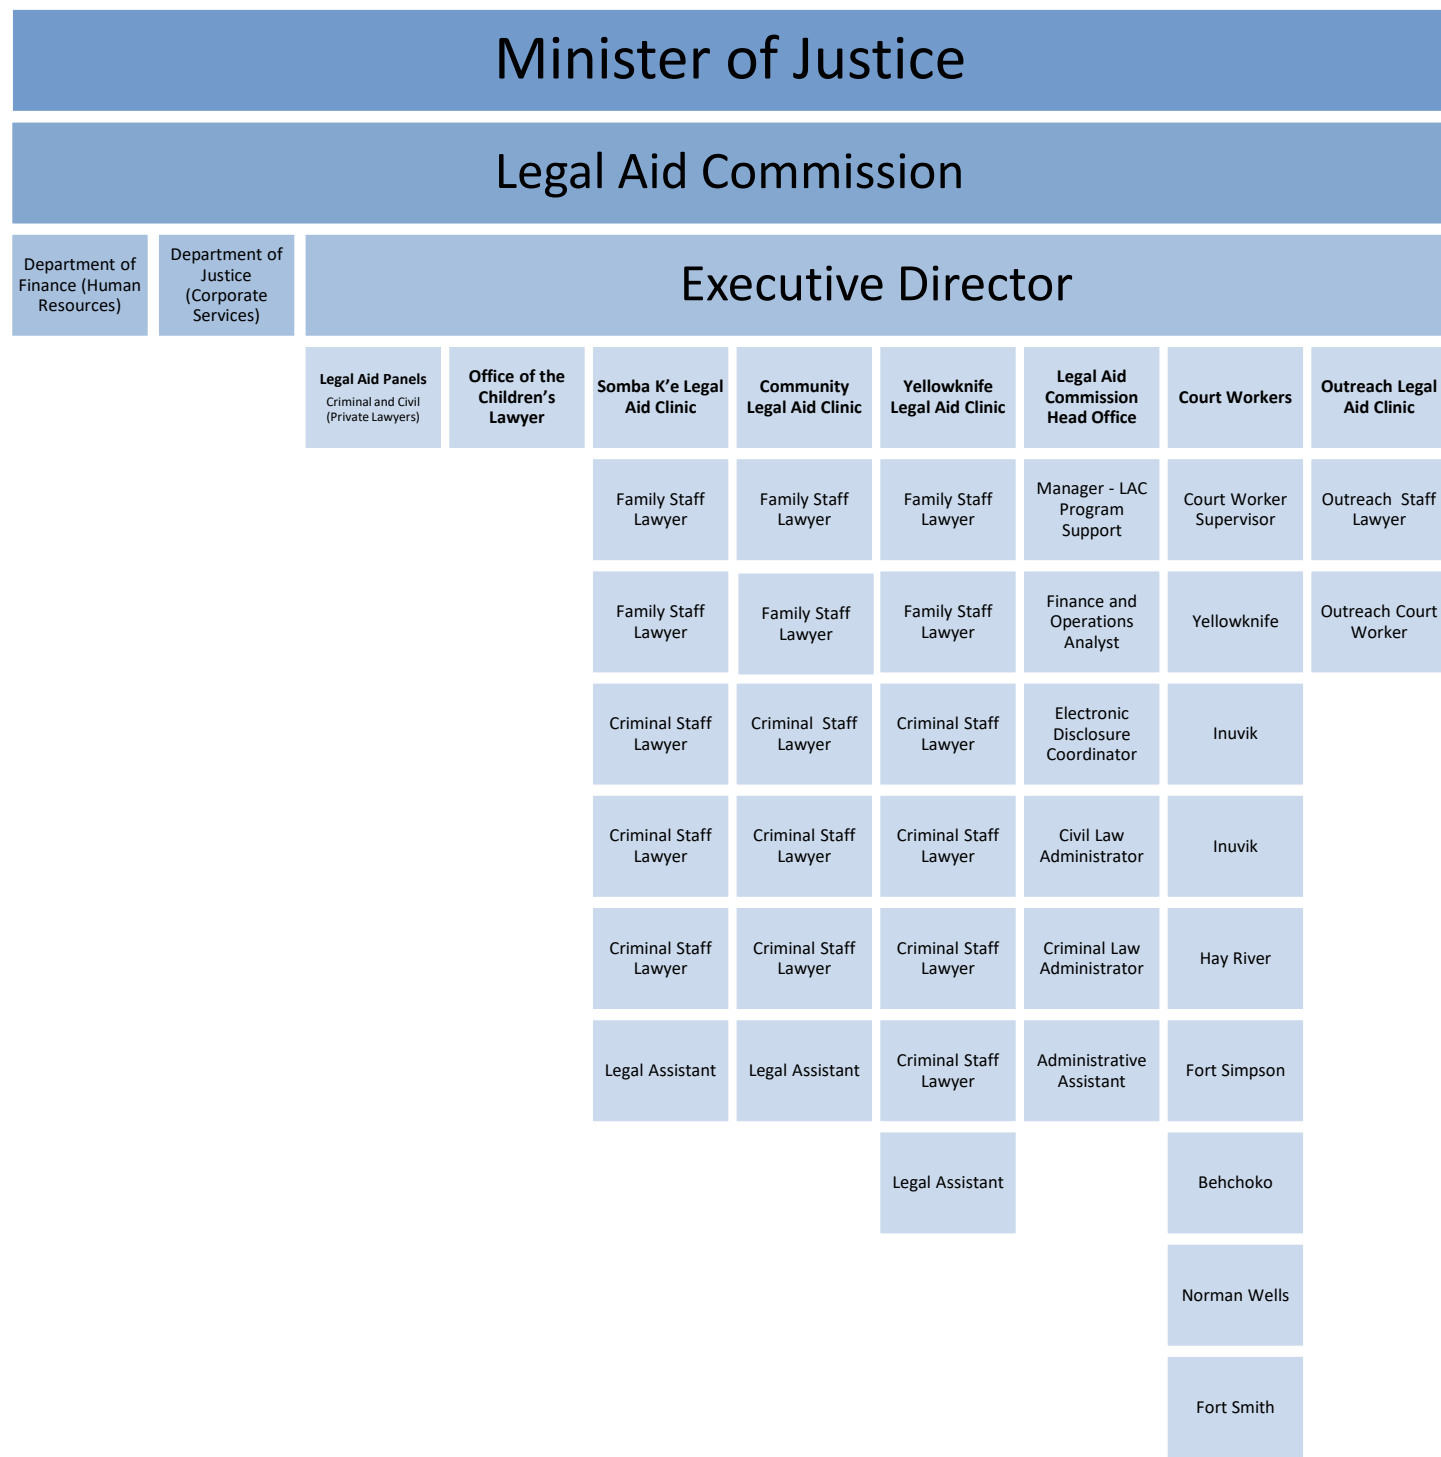 Minister of Justice
Legal Aid Commission
Department of
Finance (Human
Resources)
Department of
Justice
(Corporate
Services)
Executive Director
Legal Aid Panels
Criminal and Civil
(Private Lawyers)
Office of the
Children’s
Lawyer
Somba K’e Legal
Aid Clinic
Community
Legal Aid Clinic
Yellowknife
Legal Aid Clinic
Legal Aid
Commission
Head Office
Court Workers
Outreach Legal
Aid Clinic
Family Staff
Lawyer
Family Staff
Lawyer
Family Staff
Lawyer
Manager - LAC
Program
Support
Court Worker
Supervisor
Outreach  Staff
Lawyer
Family Staff
Lawyer
Family Staff
Lawyer
Family Staff
Lawyer
Finance and
Operations
Analyst
Yellowknife
Outreach Court
Worker
Criminal Staff
Lawyer
Criminal  Staff
Lawyer
Criminal Staff
Lawyer
Electronic
Disclosure
Coordinator
Inuvik
Criminal Staff
Lawyer
Criminal Staff
Lawyer
Criminal Staff
Lawyer
Civil Law
Administrator
Inuvik
Criminal Staff
Lawyer
Criminal Staff
Lawyer
Criminal Staff
Lawyer
Criminal Law
Administrator
Hay River
Legal Assistant
Legal Assistant
Criminal Staff
Lawyer
Administrative
Assistant
Fort Simpson
Legal Assistant
Behchoko
Norman Wells
Fort Smith